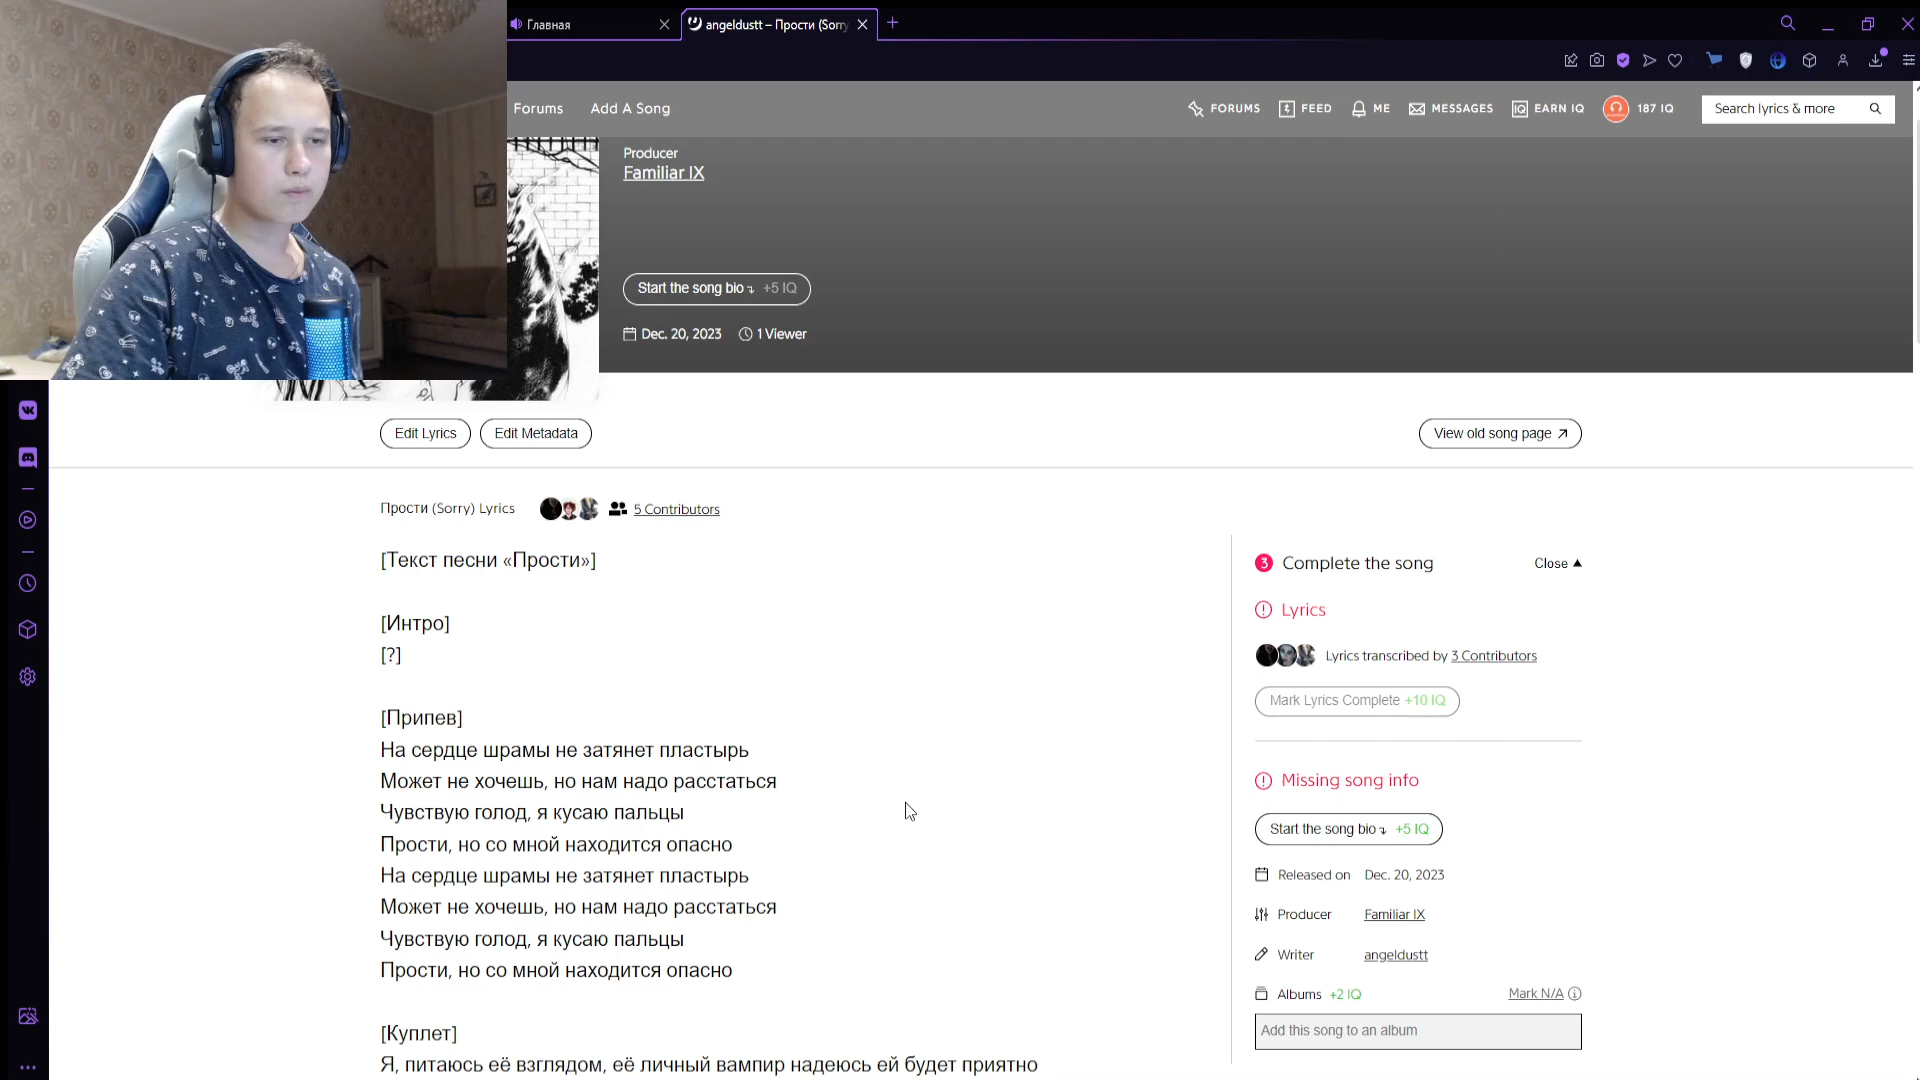 Главная
angeldustt – Прости (Sorry
Forums
Add A Song
FORUMS
FEED
ME
MESSAGES
EARN IQ
187 IQ
Search lyrics & more
Producer
Familiar IX
Start the song bio +5 IQ
Dec. 20, 2023
1 Viewer
Edit Lyrics
Edit Metadata
View old song page
Прости (Sorry) Lyrics
5 Contributors
[Текст песни «Прости»]
[Интро]
[?]
[Припев]
На сердце шрамы не затянет пластырь
Может не хочешь, но нам надо расстаться
Чувствую голод, я кусаю пальцы
Прости, но со мной находится опасно
На сердце шрамы не затянет пластырь
Может не хочешь, но нам надо расстаться
Чувствую голод, я кусаю пальцы
Прости, но со мной находится опасно
[Куплет]
Я, питаюсь её взглядом, её личный вампир надеюсь ей будет приятно
3 Complete the song
Close
Lyrics
Lyrics transcribed by 3 Contributors
Mark Lyrics Complete +10 IQ
Missing song info
Start the song bio +5 IQ
Released on Dec. 20, 2023
Producer Familiar IX
Writer angeldustt
Albums +2 IQ
Mark N/A
Add this song to an album